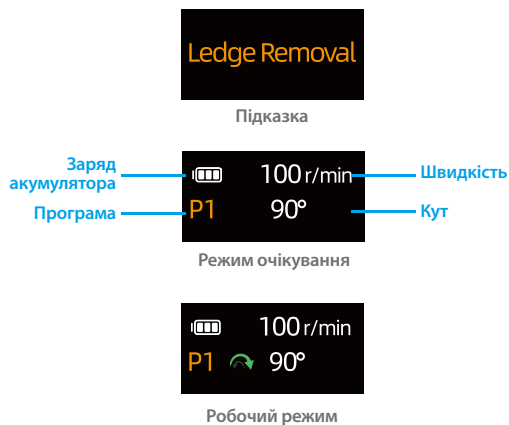 Ledge Removal
Підказка
Заряд
акумулятора
100 r/min
Швидкість
Програма
P1
90°
Кут
Режим очікування
100 r/min
P1
90°
Робочий режим